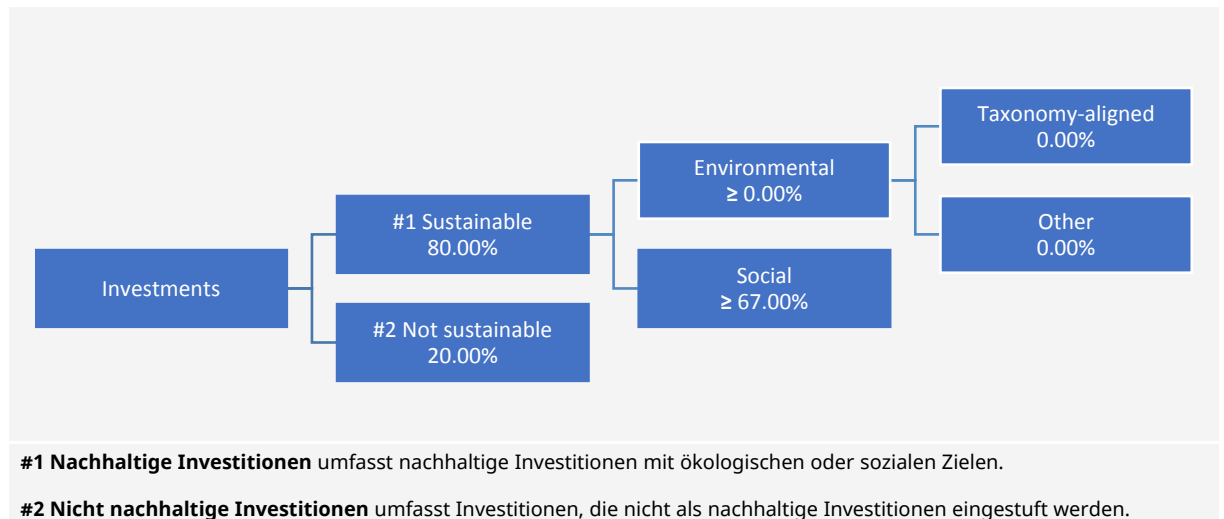 Investments
#1 Sustainable
80.00%
#2 Not sustainable
20.00%
Environmental
≥ 0.00%
Social
≥ 67.00%
Taxonomy-aligned
0.00%
Other
0.00%
#1 Nachhaltige Investitionen umfasst nachhaltige Investitionen mit ökologischen oder sozialen Zielen.
#2 Nicht nachhaltige Investitionen umfasst Investitionen, die nicht als nachhaltige Investitionen eingestuft werden.